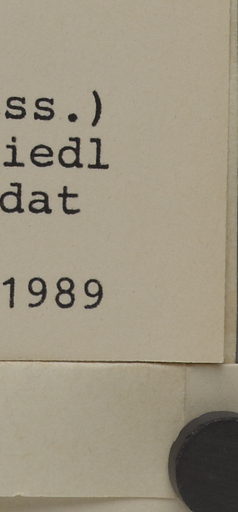 ss.)
iedl
dat
1989